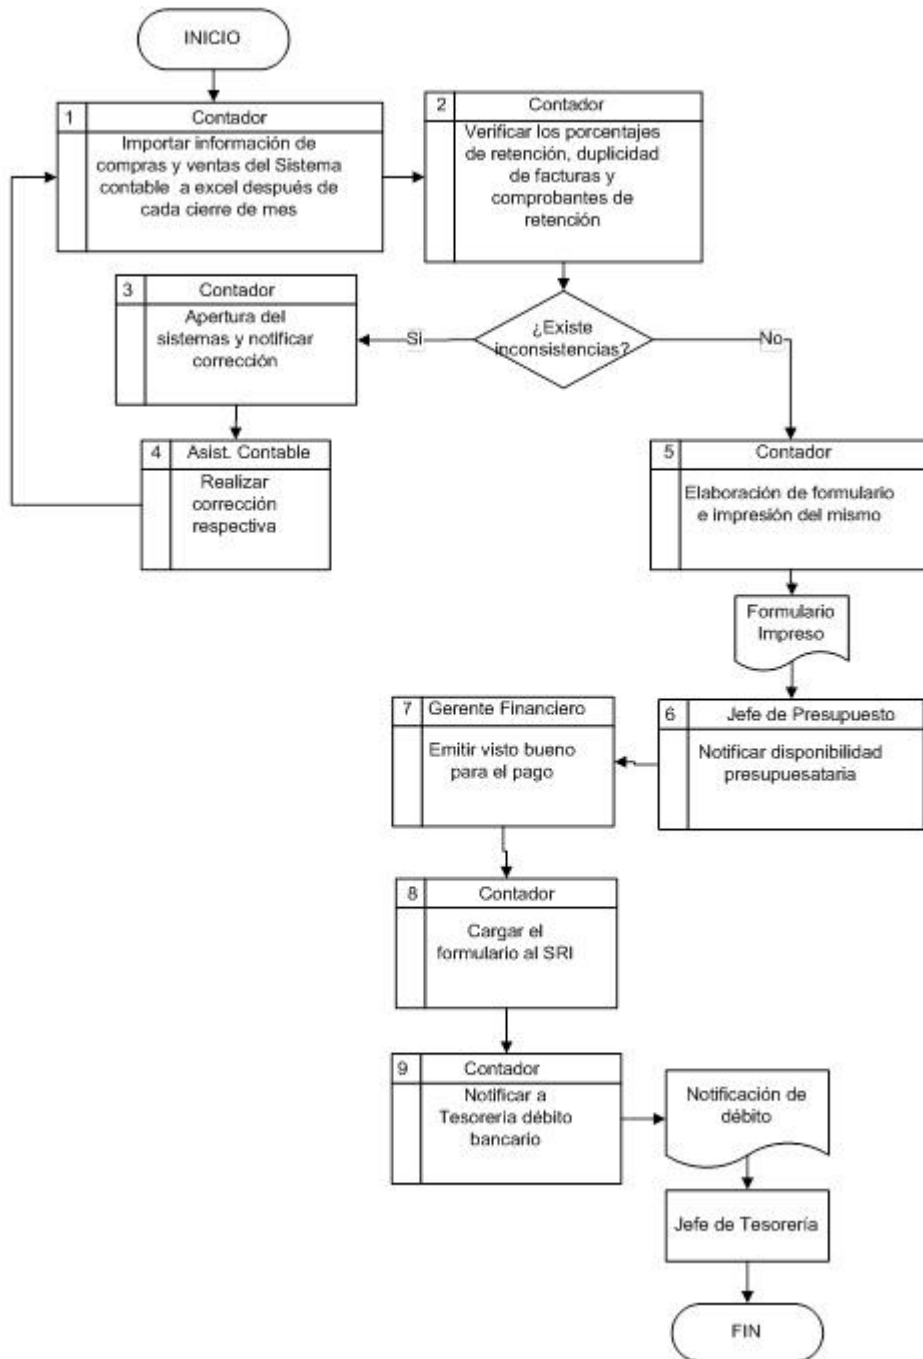 INICIO
1
Contador
Importar información de
compras y ventas del Sistema
contable a excel después de
cada cierre de mes
2
Contador
Verificar los porcentajes
de retención, duplicidad
de facturas y
comprobantes de
retención
¿Existe
inconsistencias?
Si
No
3
Contador
Apertura del
sistemas y notificar
corrección
4
Asist. Contable
Realizar
corrección
respectiva
5
Contador
Elaboración de formulario
e impresión del mismo
Formulario
Impreso
6
Jefe de Presupuesto
Notificar disponibilidad
presupuesataria
7
Gerente Financiero
Emitir visto bueno
para el pago
8
Contador
Cargar el
formulario al SRI
9
Contador
Notificar a
Tesorería débito
bancario
Notificación de
débito
Jefe de Tesorería
FIN